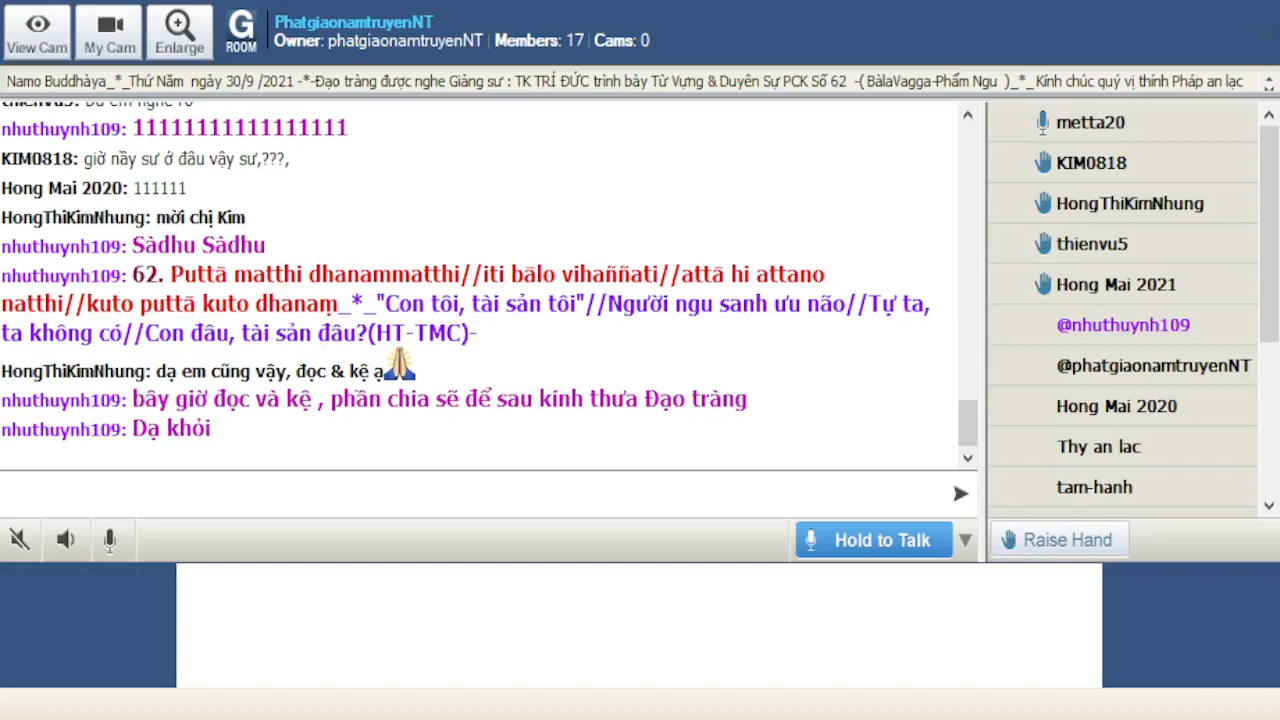 PhatgiaonamtruyenNT
Owner: phatgiaonamtruyenNT | Members: 17 | Cams: 0
View Cam
My Cam
Enlarge
G
ROOM
Namo Buddhàya_*_Thứ Năm ngày 30/9 /2021 -*-Đạo tràng được nghe Giảng sư : TK TRÍ ĐỨC trình bày Từ Vựng & Duyên Sự PCK Số 62 -( BàlaVagga-Phẩm Ngu )_*_ Kính chúc quý vị thính Pháp an lạc
nhuthuynh109: 11111111111111111
KIM0818: giờ nầy sư ở đâu vậy sư,???,
Hong Mai 2020: 111111
HongThiKimNhung: mời chị Kim
nhuthuynh109: Sàdhu Sàdhu
nhuthuynh109: 62. Puttā matthi dhanammatthi//iti bālo vihaññati//attā hi attano
natthi//kuto puttā kuto dhanaṃ_*_"Con tôi, tài sản tôi"//Người ngu sanh ưu não//Tự ta,
ta không có//Con đâu, tài sản đâu?(HT-TMC)-
HongThiKimNhung: dạ em cũng vậy, đọc & kệ ạ
nhuthuynh109: bây giờ đọc và kệ , phần chia sẽ để sau kính thưa Đạo tràng
nhuthuynh109: Dạ khỏi
metta20
KIM0818
HongThiKimNhung
thienvu5
Hong Mai 2021
@nhuthuynh109
@phatgiaonamtruyenNT
Hong Mai 2020
Thy an lac
tam-hanh
Hold to Talk
Raise Hand